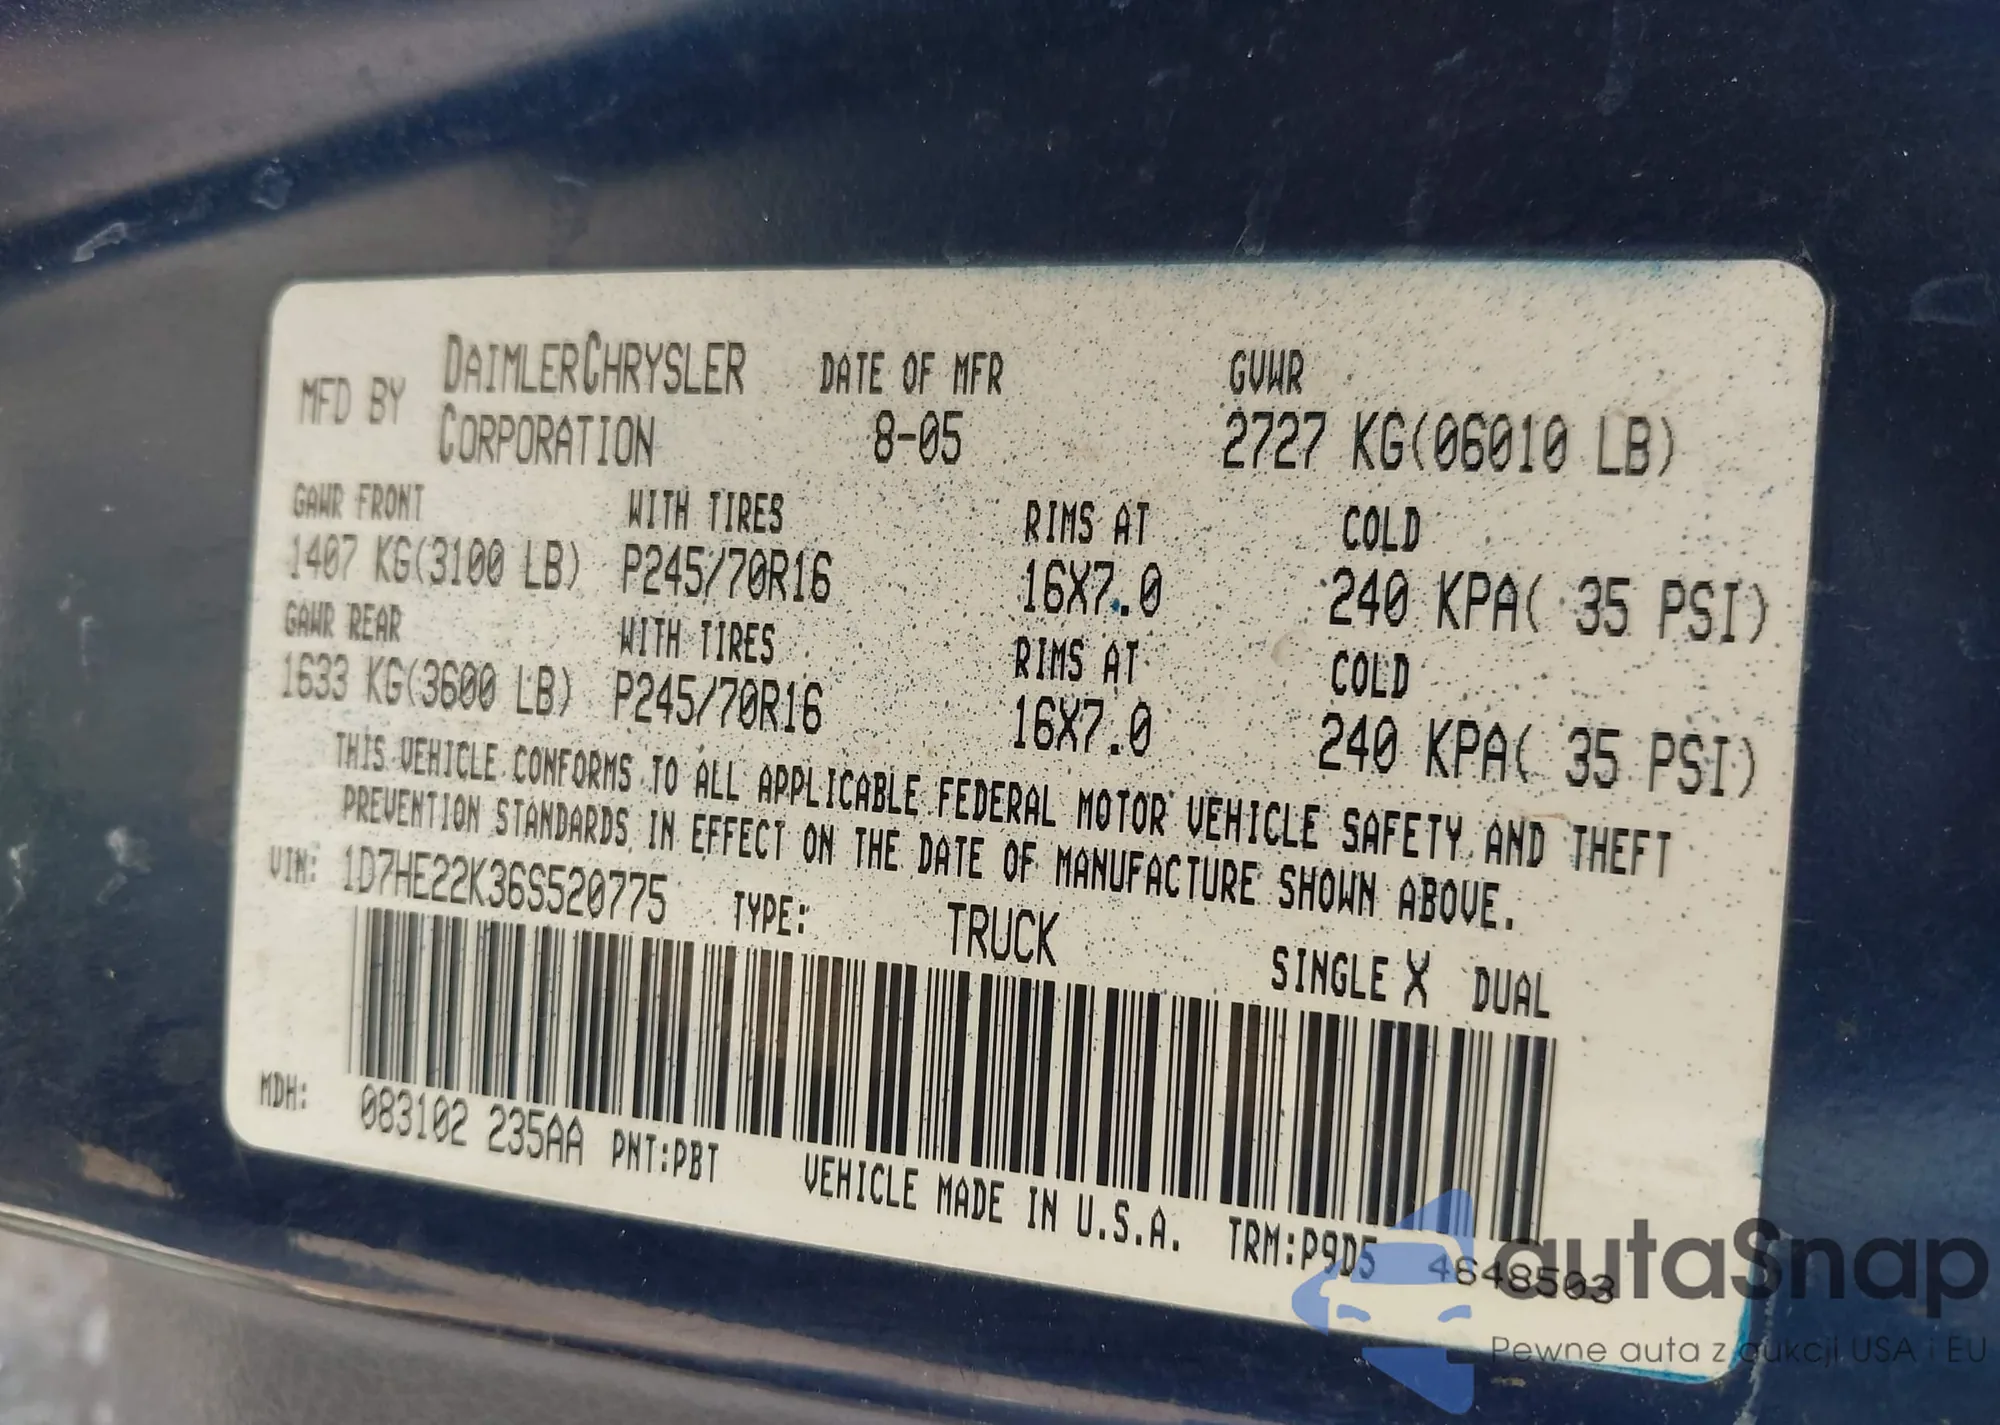 MFD BY DAIMLERCHRYSLER CORPORATION DATE OF MFR 8-05 GVWR 2727 KG(06010 LB)
GAWR FRONT WITH TIRES RIMS AT COLD
1407 KG(3100 LB) P245/70R16 16X7.0 240 KPA( 35 PSI)
GAWR REAR WITH TIRES RIMS AT COLD
1633 KG(3600 LB) P245/70R16 16X7.0 240 KPA( 35 PSI)
THIS VEHICLE CONFORMS TO ALL APPLICABLE FEDERAL MOTOR VEHICLE SAFETY AND THEFT
PREVENTION STANDARDS IN EFFECT ON THE DATE OF MANUFACTURE SHOWN ABOVE.
VIN: 1D7HE22K36S520775 TYPE: TRUCK SINGLE X DUAL
MDH: 083102 235AA PNT:PBT VEHICLE MADE IN U.S.A. TRM:P9D5 4648503
autaSnap
Pewne auta z aukcji USA i EU